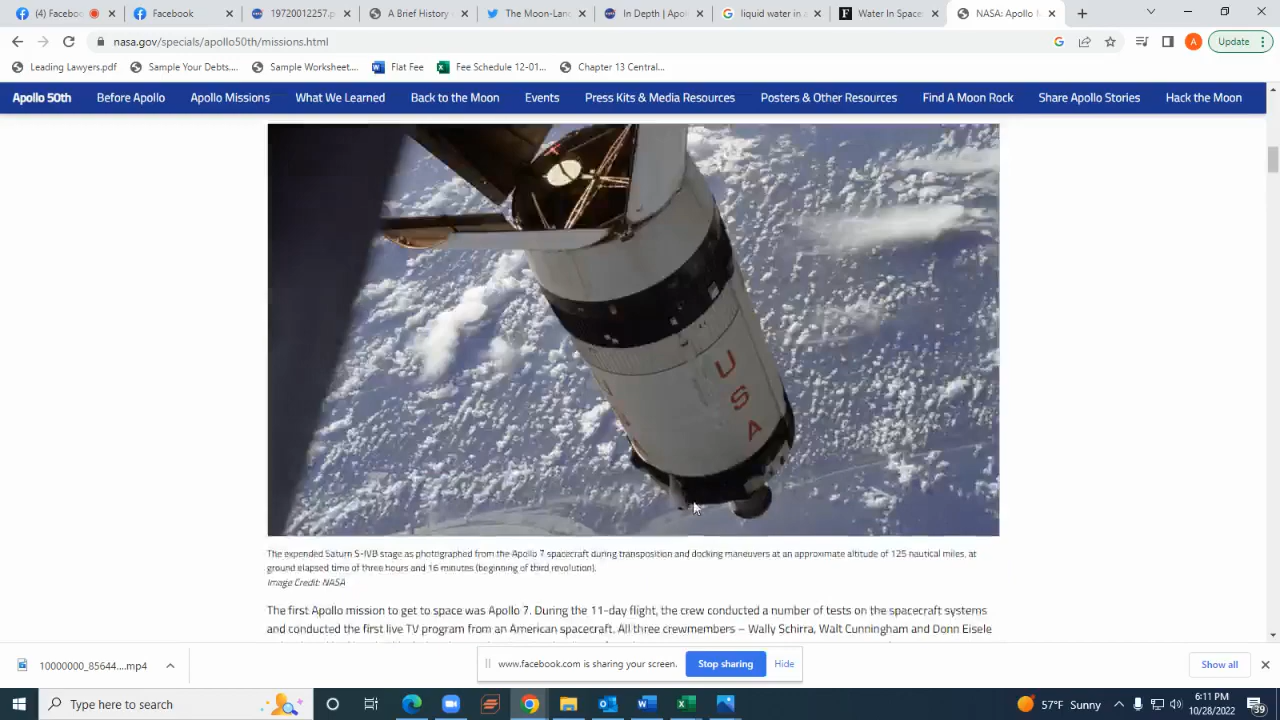 (4) Faceboo
Facebook
19720012257.p
A Brief History
The Moon-Lan
In Depth | Apo
liquid water in
Water In Space
NASA: Apollo
nasa.gov/specials/apollo50th/missions.html
A
Update
Leading Lawyers.pdf
Sample Your Debts....
Sample Worksheet....
Flat Fee
Fee Schedule 12-01...
Chapter 13 Central...
Apollo 50th
Before Apollo
Apollo Missions
What We Learned
Back to the Moon
Events
Press Kits & Media Resources
Posters & Other Resources
Find A Moon Rock
Share Apollo Stories
Hack the Moon
USA
The expended Saturn S-IVB stage as photographed from the Apollo 7 spacecraft during transposition and docking maneuvers at an approximate altitude of 125 nautical miles, at
ground elapsed time of three hours and 16 minutes (beginning of third revolution).
Image Credit: NASA
The first Apollo mission to get to space was Apollo 7. During the 11-day flight, the crew conducted a number of tests on the spacecraft systems
and conducted the first live TV program from an American spacecraft. All three crewmembers – Wally Schirra, Walt Cunningham and Donn Eisele
10000000_85644....mp4
www.facebook.com is sharing your screen.
Stop sharing
Hide
Show all
Type here to search
57°F Sunny
6:11 PM
10/28/2022
39